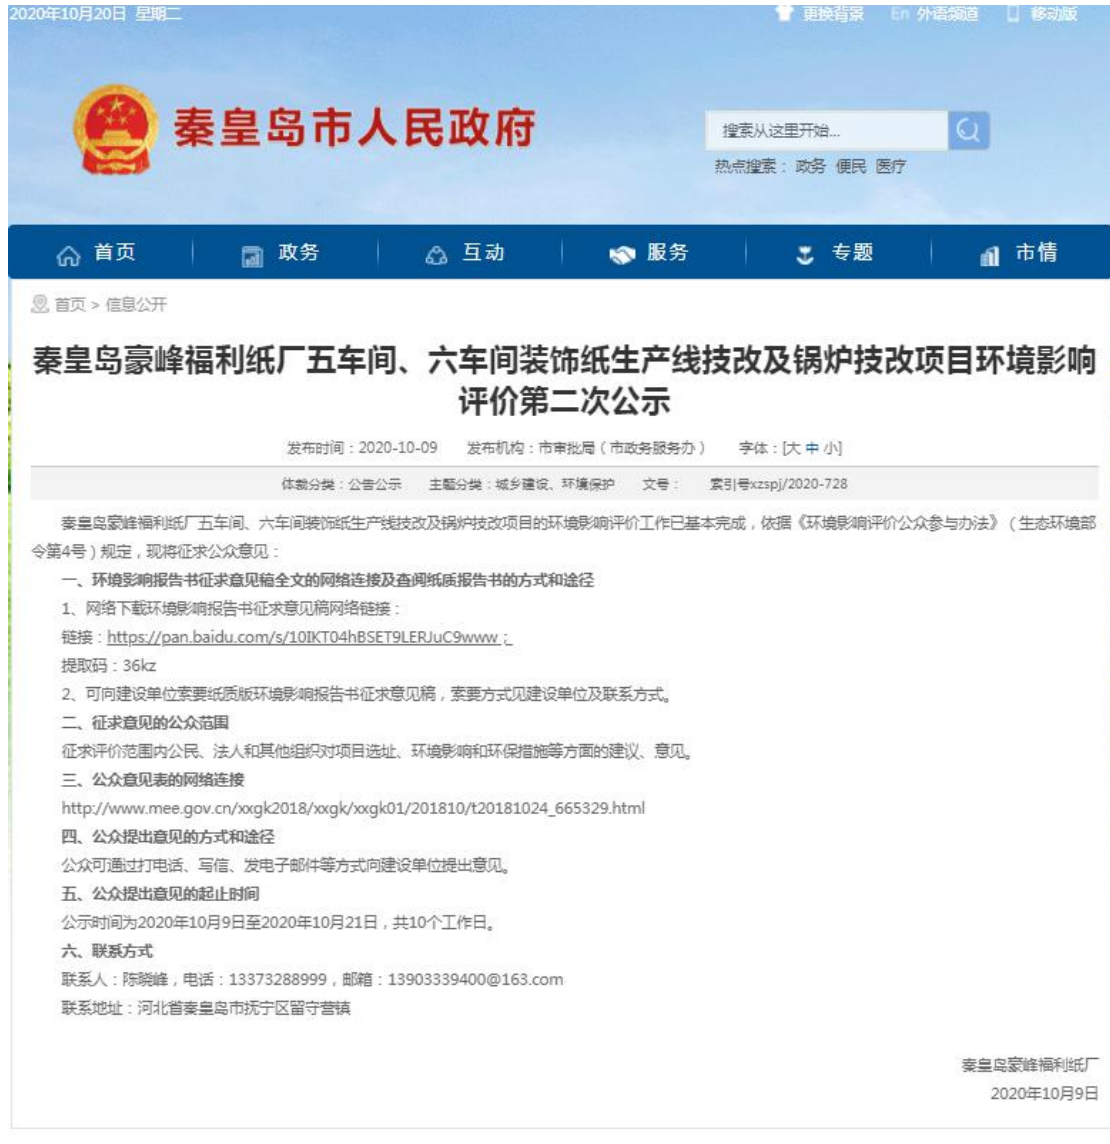 2020年10月20日 星期二
更换背景 En 外语频道 移动版
秦皇岛市人民政府
搜索从这里开始...
热点搜索：政务 便民 医疗
首页 政务 互动 服务 专题 市情
首页 > 信息公开
秦皇岛豪峰福利纸厂五车间、六车间装饰纸生产线技改及锅炉技改项目环境影响
评价第二次公示
发布时间：2020-10-09 发布机构：市审批局（市政务服务办） 字体：[大 中 小]
体裁分类：公告公示 主题分类：城乡建设、环境保护 文号： 索引号xzspj/2020-728
秦皇岛豪峰福利纸厂五车间、六车间装饰纸生产线技改及锅炉技改项目的环境影响评价工作已基本完成，依据《环境影响评价公众参与办法》（生态环境部
令第4号）规定，现将征求公众意见：
一、环境影响报告书征求意见稿全文的网络连接及查阅纸质报告书的方式和途径
1、网络下载环境影响报告书征求意见稿网络链接：
链接：https://pan.baidu.com/s/10IKT04hBSET9LERJuC9www；
提取码：36kz
2、可向建设单位索要纸质版环境影响报告书征求意见稿，索要方式见建设单位及联系方式。
二、征求意见的公众范围
征求评价范围内公民、法人和其他组织对项目选址、环境影响和环保措施等方面的建议、意见。
三、公众意见表的网络连接
http://www.mee.gov.cn/xxgk2018/xxgk/xxgk01/201810/t20181024_665329.html
四、公众提出意见的方式和途径
公众可通过打电话、写信、发电子邮件等方式向建设单位提出意见。
五、公众提出意见的起止时间
公示时间为2020年10月9日至2020年10月21日，共10个工作日。
六、联系方式
联系人：陈晓峰，电话：13373288999，邮箱：13903339400@163.com
联系地址：河北省秦皇岛市抚宁区留守营镇
秦皇岛豪峰福利纸厂
2020年10月9日